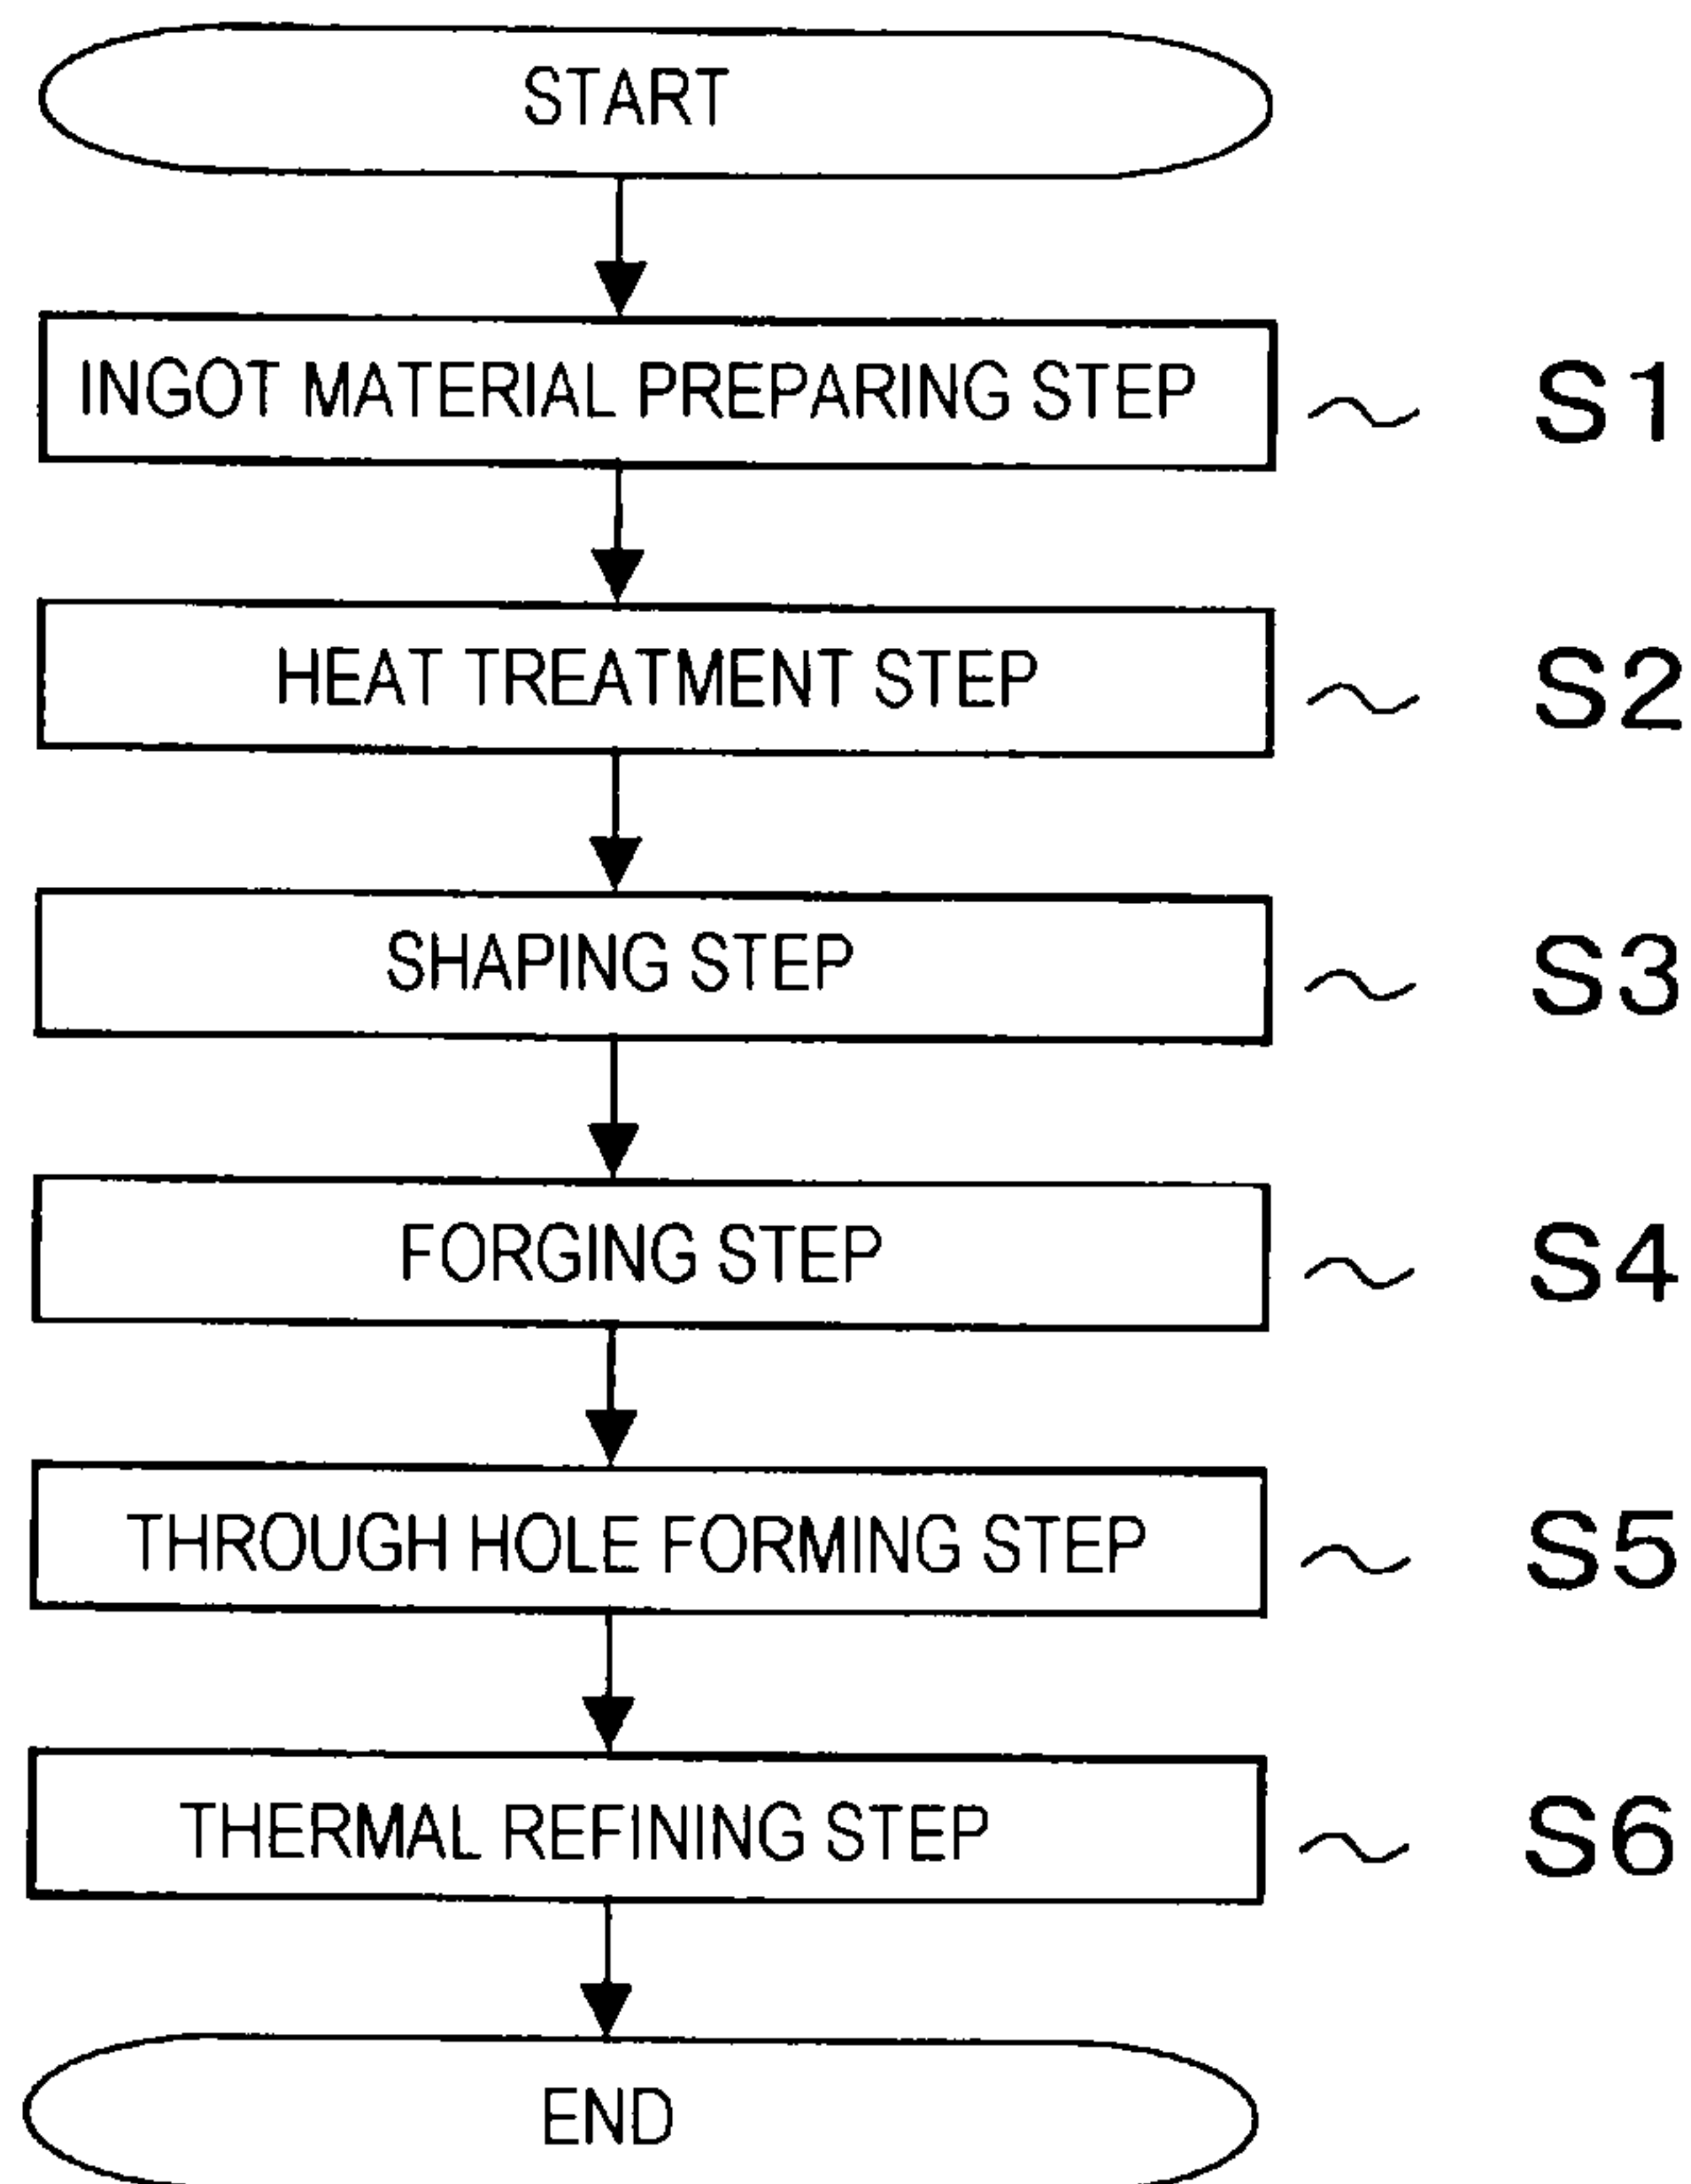 START
INGOT MATERIAL PREPARING STEP S1
HEAT TREATMENT STEP S2
SHAPING STEP S3
FORGING STEP S4
THROUGH HOLE FORMING STEP S5
THERMAL REFINING STEP S6
END